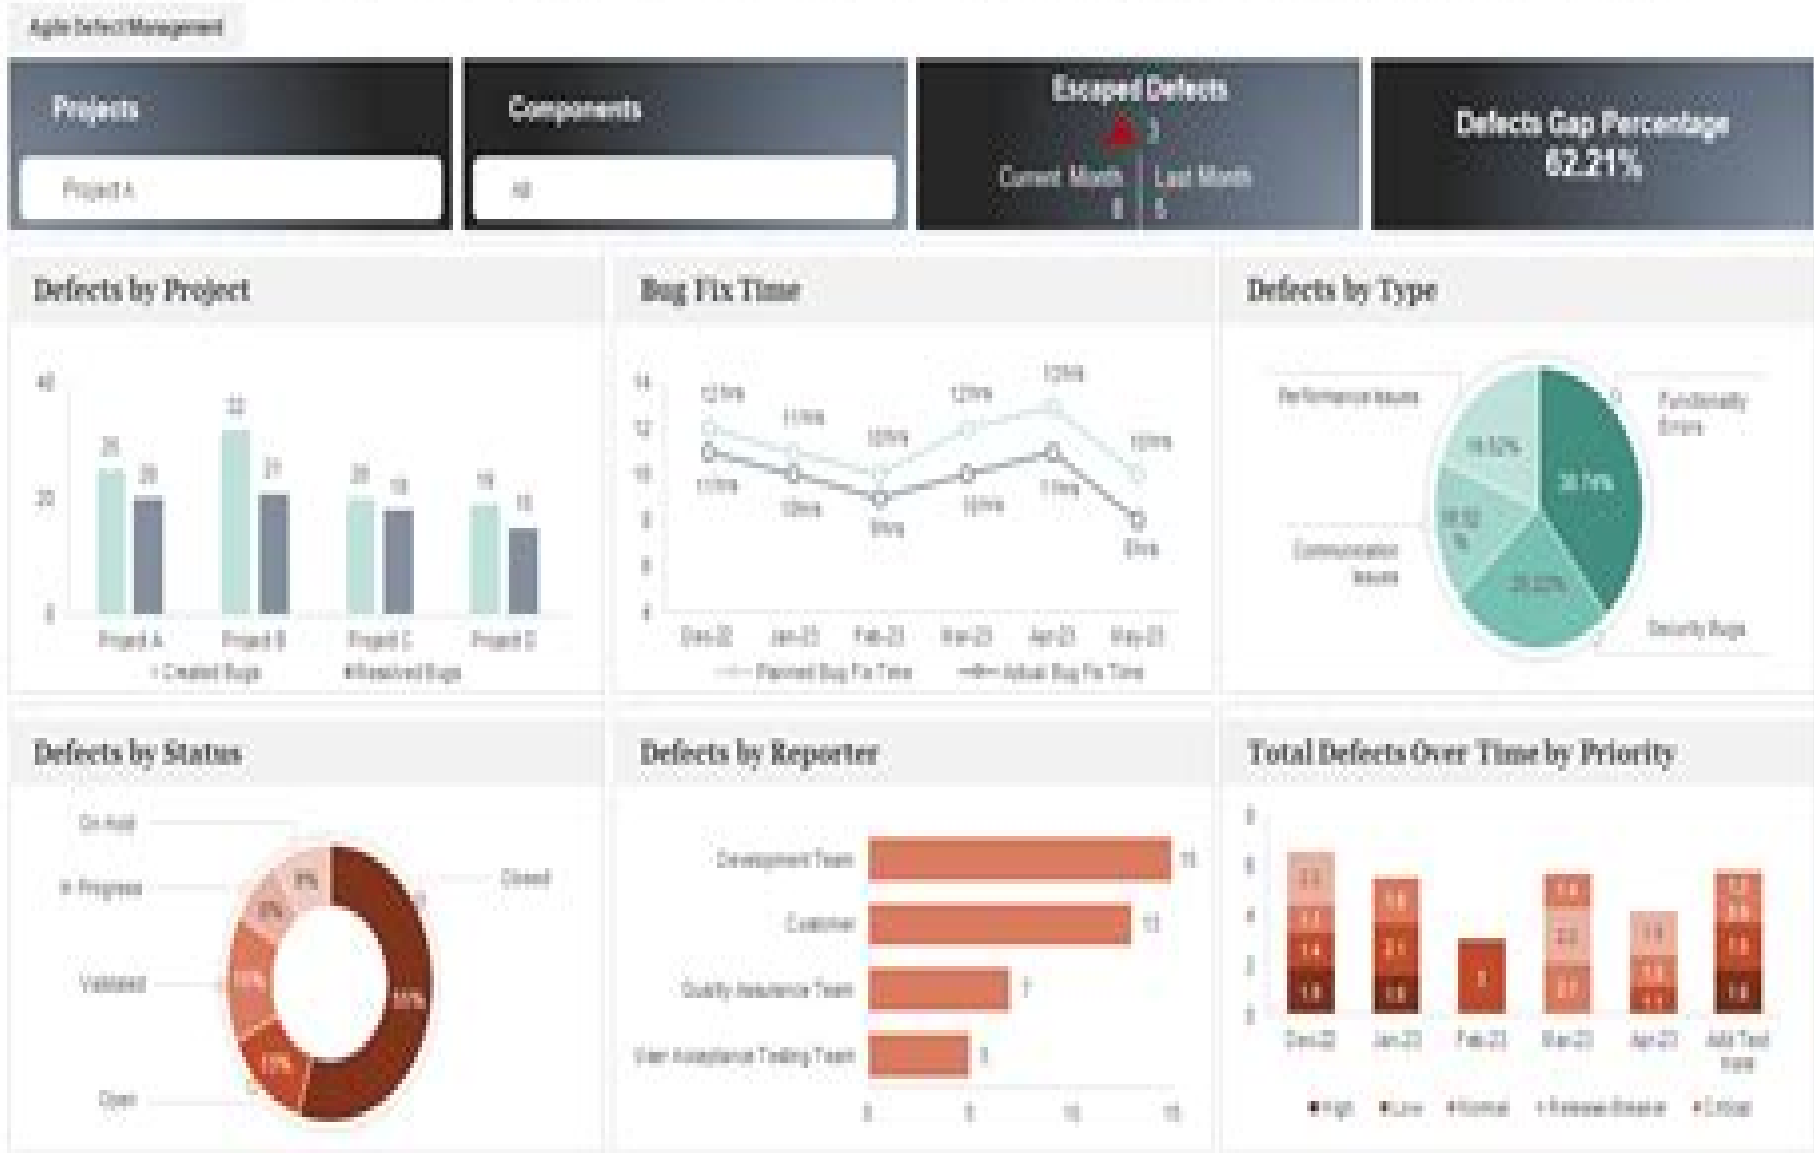 Agile Defect Management
Projects
Project A
Components
All
Escaped Defects
3
Current Month
Last Month
8
5
Defects Gap Percentage
62.21%
Defects by Project
40
20
0
25
20
32
21
20
18
19
15
Project A
Project B
Project C
Project D
Created Bugs
Resolved Bugs
Bug Fix Time
14
12
10
8
6
4
12hrs
11hrs
10hrs
12hrs
13hrs
10hrs
11hrs
10hrs
9hrs
10hrs
11hrs
8hrs
Dec-22
Jan-23
Feb-23
Mar-23
Apr-23
May-23
Planned Bug Fix Time
Actual Bug Fix Time
Defects by Type
Performance Issues
Functionality
Errors
Communication
Issues
Security Bugs
Defects by Status
On Hold
In Progress
Validated
Open
Closed
55%
Defects by Reporter
Development Team
15
Customer
13
Quality Assurance Team
7
User Acceptance Testing Team
5
0
5
10
15
Total Defects Over Time by Priority
8
6
4
2
0
3
Dec-22
Jan-23
Feb-23
Mar-23
Apr-23
Add Text
Here
High
Low
Normal
Release Breaker
Critical